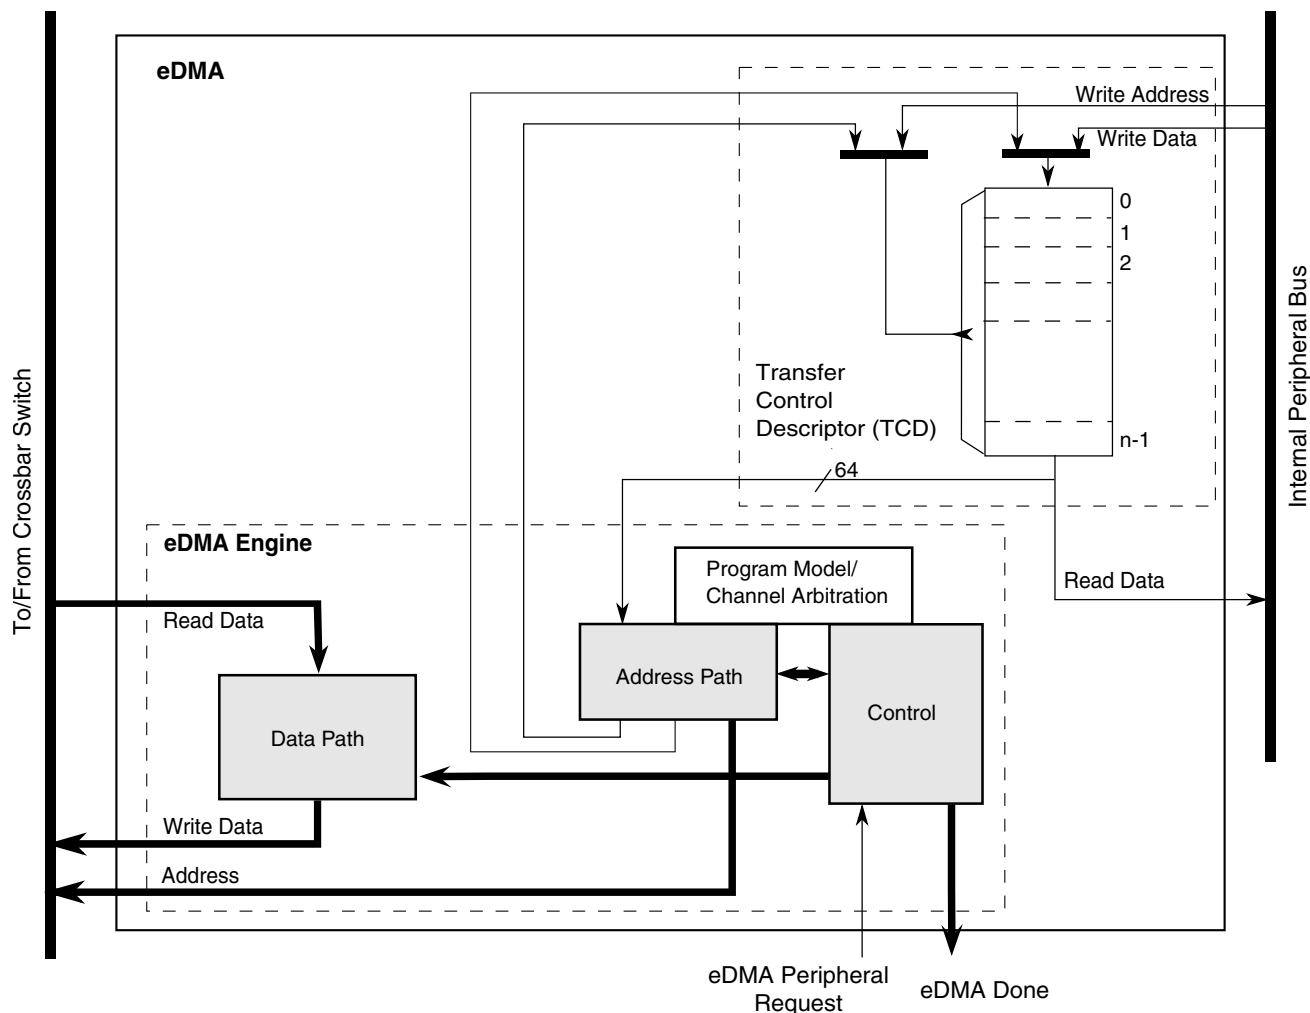 eDMA
Write Address
Write Data
0
1
2
n-1
Transfer
Control
Descriptor (TCD)
64
eDMA Engine
Program Model/
Channel Arbitration
Read Data
Read Data
Address Path
Control
Data Path
Write Data
Address
eDMA Peripheral
Request
eDMA Done
To/From Crossbar Switch
Internal Peripheral Bus